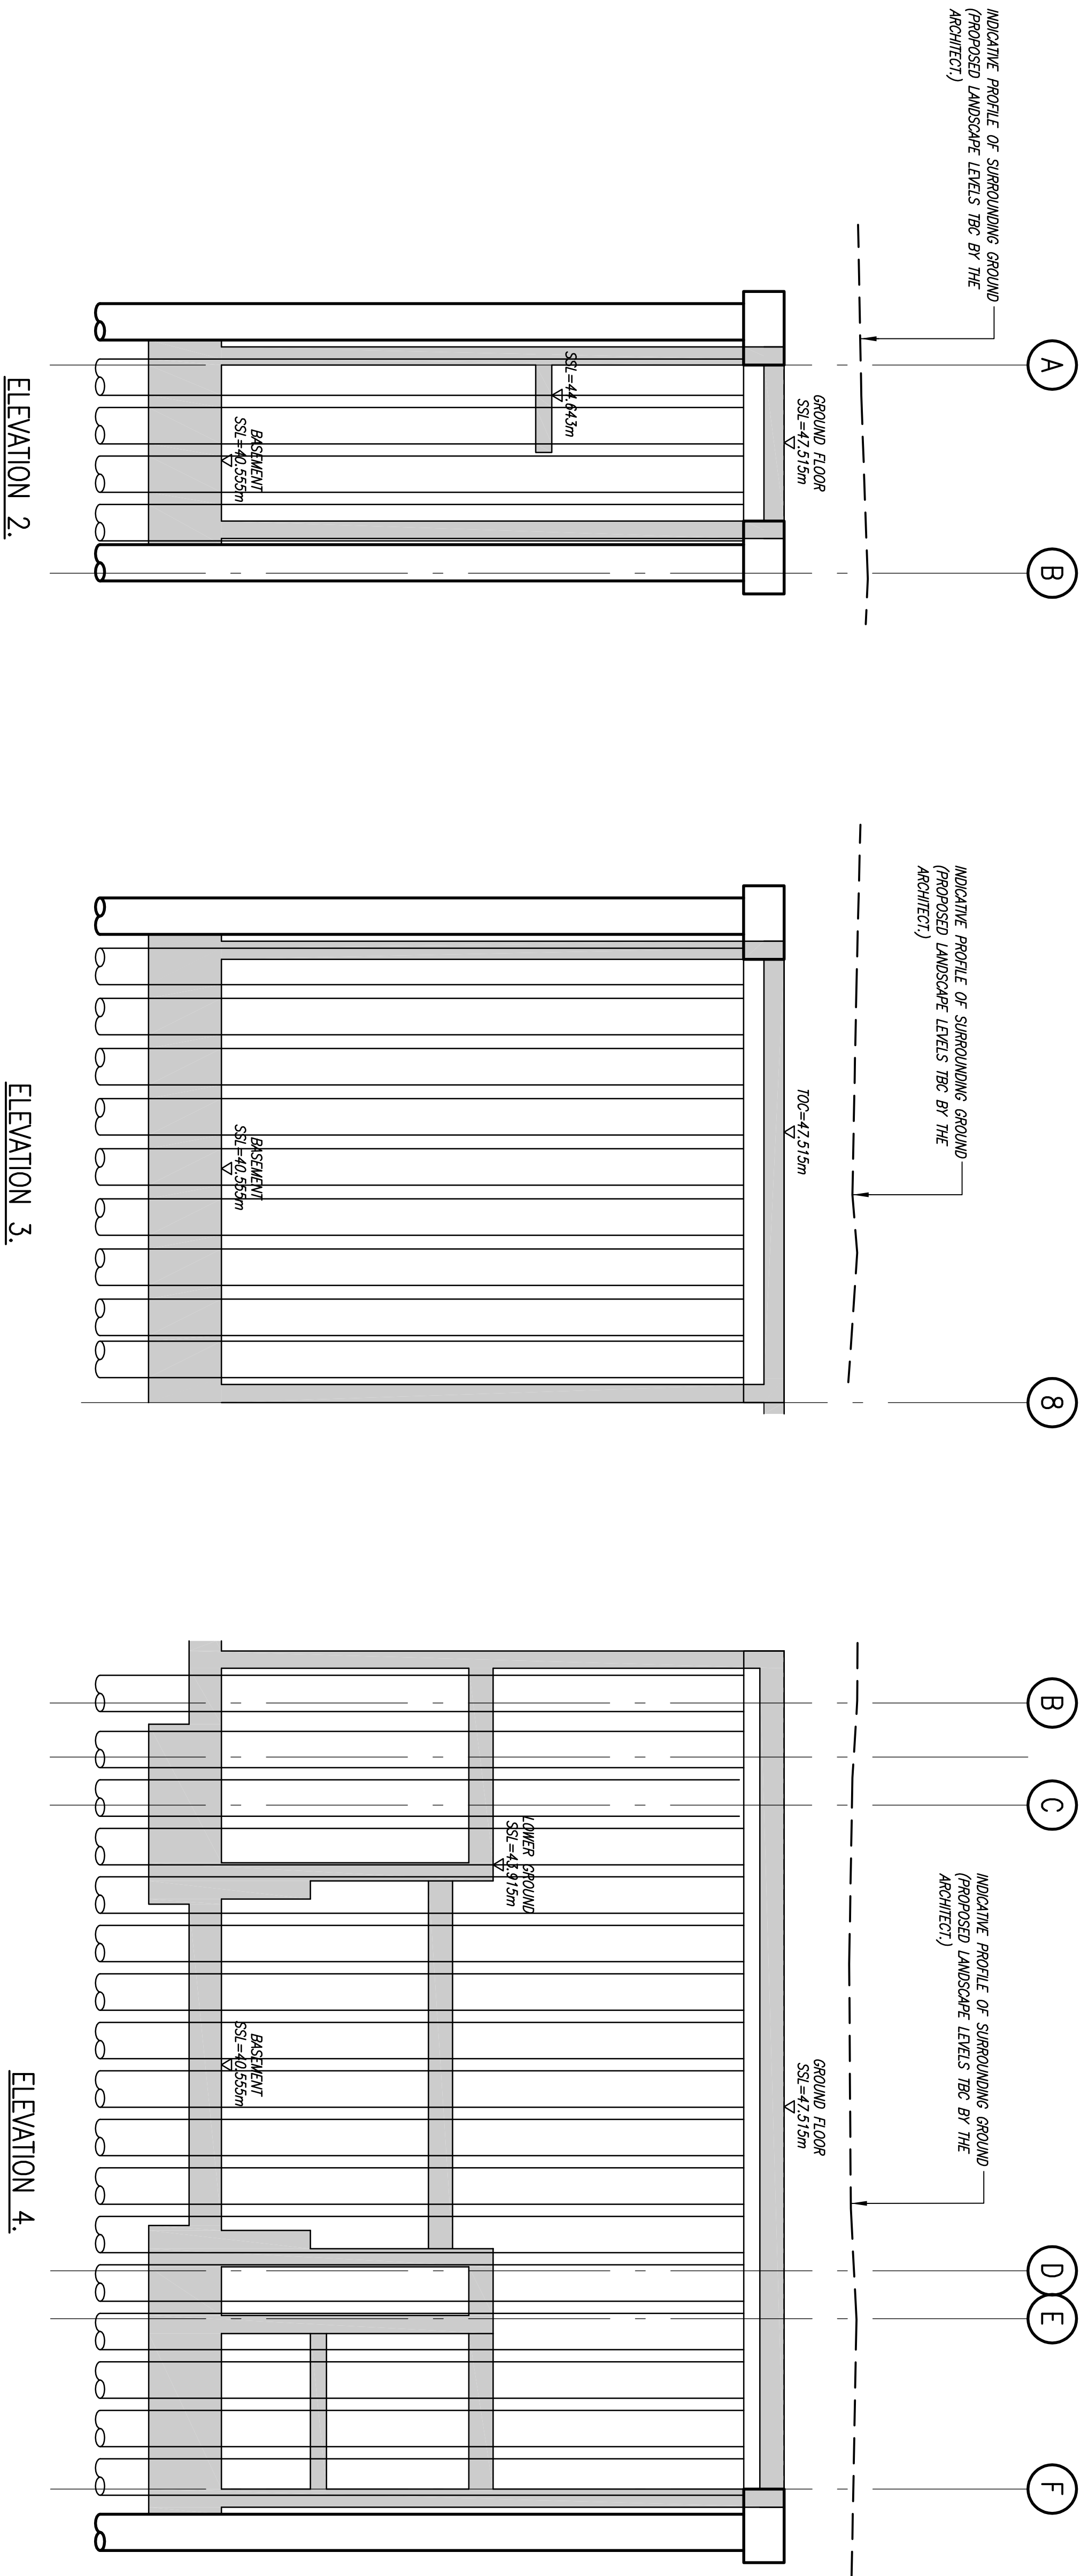 INDICATIVE PROFILE OF SURROUNDING GROUND
(PROPOSED LANDSCAPE LEVELS TBC BY THE
ARCHITECT.)
A
B
GROUND FLOOR
SSL=47.515m
SSL=44.643m
BASEMENT
SSL=40.555m
ELEVATION 2.
INDICATIVE PROFILE OF SURROUNDING GROUND
(PROPOSED LANDSCAPE LEVELS TBC BY THE
ARCHITECT.)
8
TOC=47.515m
BASEMENT
SSL=40.555m
ELEVATION 3.
B
C
D
E
F
INDICATIVE PROFILE OF SURROUNDING GROUND
(PROPOSED LANDSCAPE LEVELS TBC BY THE
ARCHITECT.)
GROUND FLOOR
SSL=47.515m
LOWER GROUND
SSL=43.915m
BASEMENT
SSL=40.555m
ELEVATION 4.